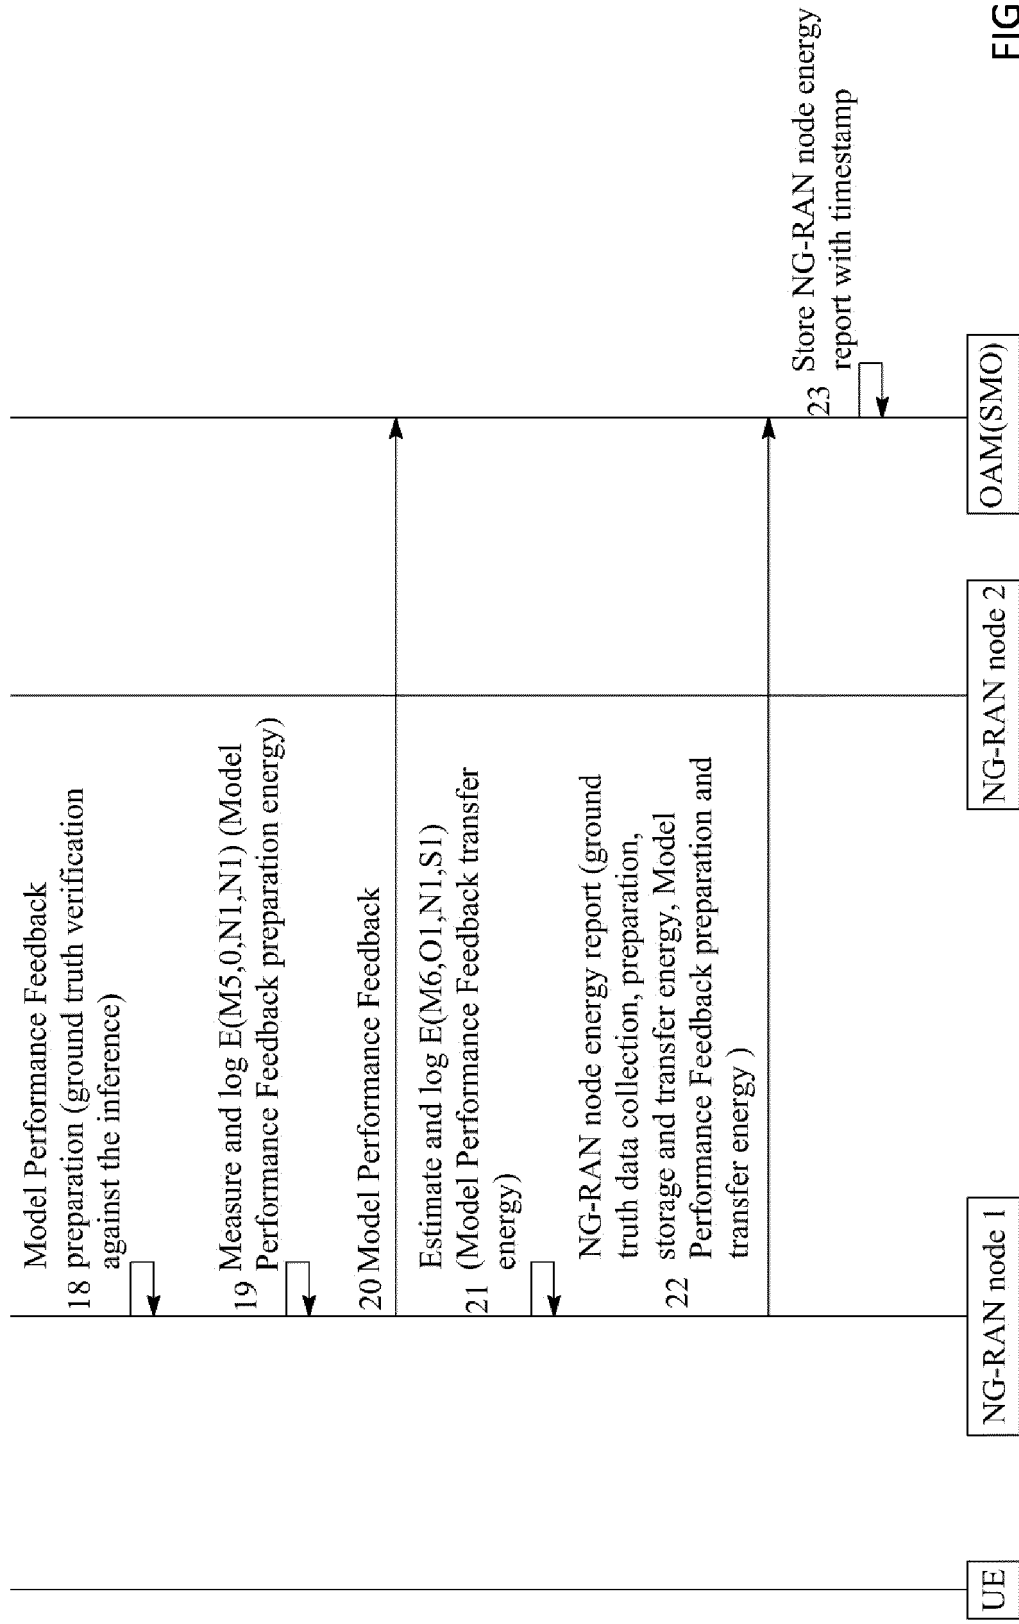 Model Performance Feedback
18 preparation (ground truth verification
against the inference)
19 Measure and log E(M5,0,N1,N1) (Model
Performance Feedback preparation energy)
20 Model Performance Feedback
Estimate and log E(M6,O1,N1,S1)
21 (Model Performance Feedback transfer
energy)
NG-RAN node energy report (ground
truth data collection, preparation,
22 storage and transfer energy, Model
Performance Feedback preparation and
transfer energy )
23 Store NG-RAN node energy
report with timestamp
UE
NG-RAN node 1
NG-RAN node 2
OAM(SMO)
FIG